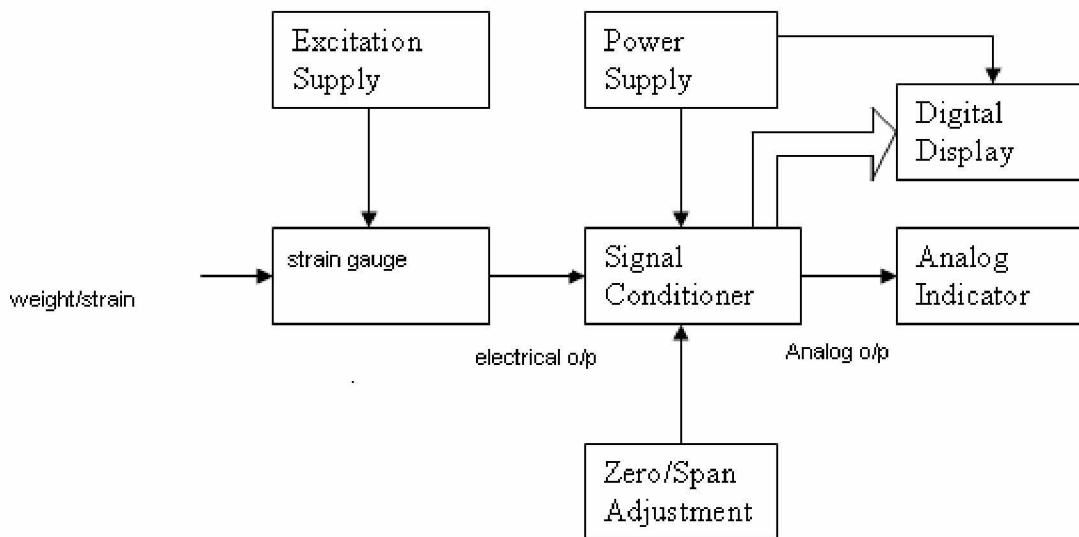 Excitation
Supply
Power
Supply
Digital
Display
weight/strain
strain gauge
Signal
Conditioner
Analog
Indicator
electrical o/p
Analog o/p
Zero/Span
Adjustment